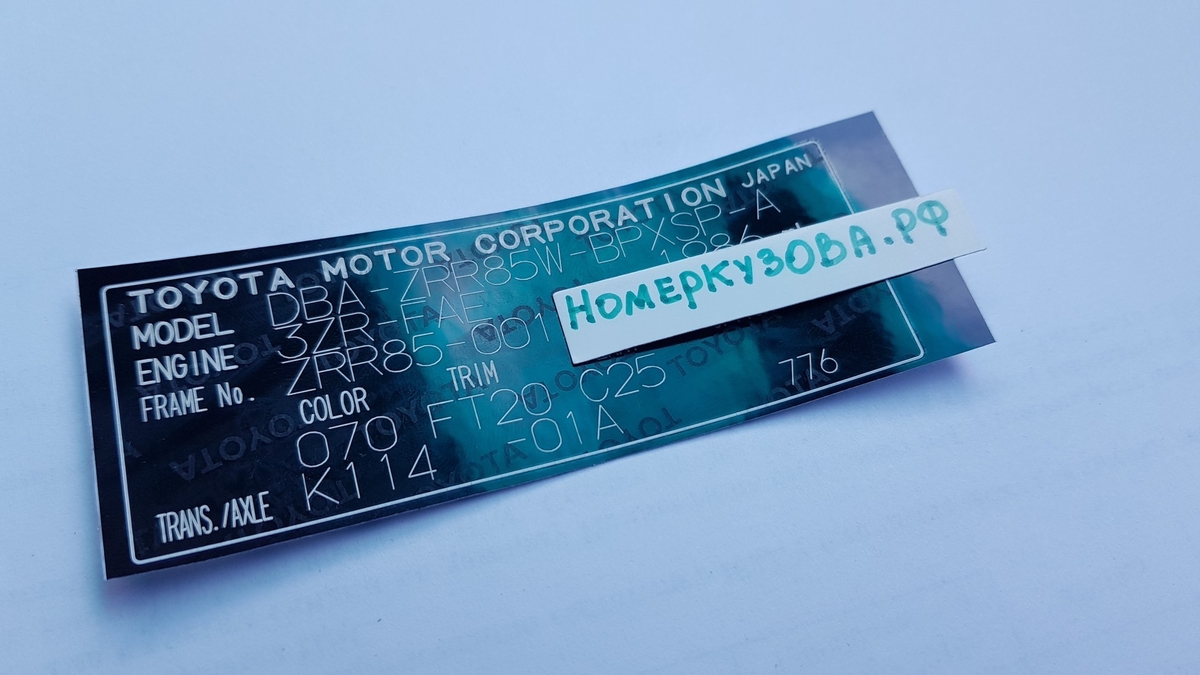 TOYOTA MOTOR CORPORATION JAPAN
MODEL DBA-ZRR85W-BPXSP-A
ENGINE 3ZR-FAE
FRAME No. ZRR85-001
НОМЕРКУЗОВА.РФ
COLOR TRIM
070 FT20 C25 776
TRANS./AXLE K114 -01A